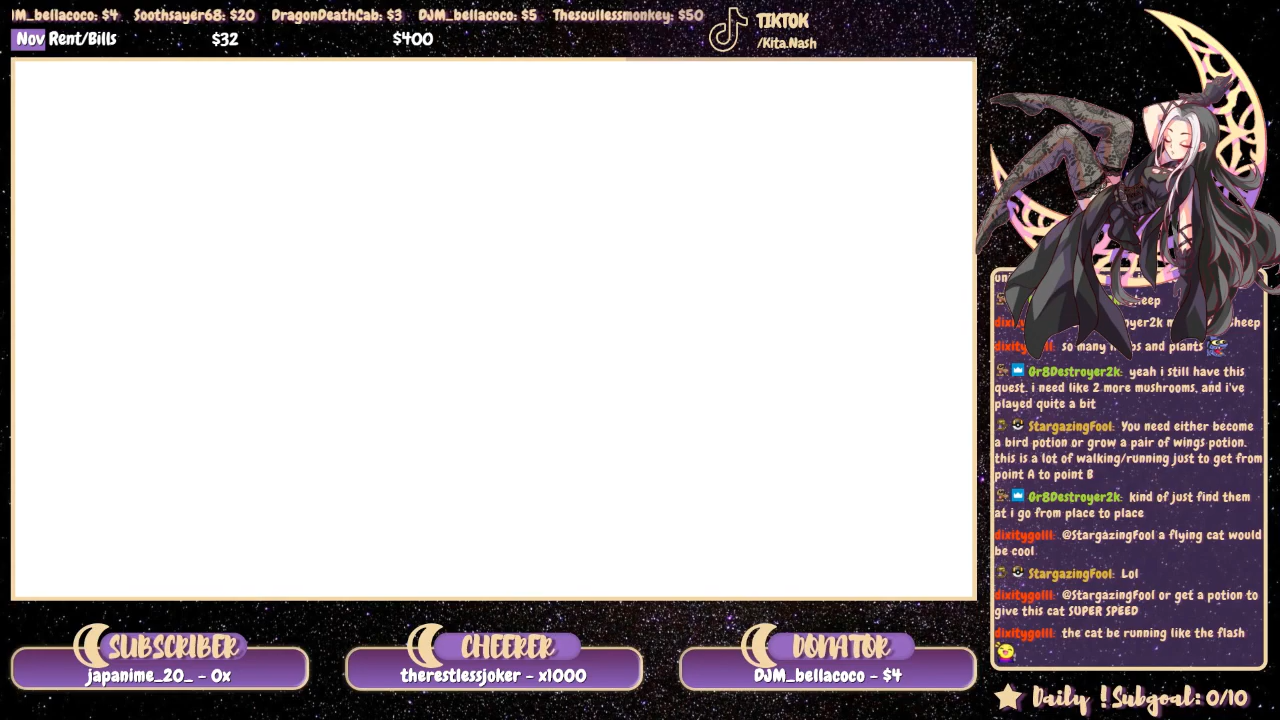 M_bellacoco: $4 Soothsayer68: $20 DragonDeathCab: $3 DJM_bellacoco: $5 Thesoullessmonkey: $50
Nov Rent/Bills $32 $400
TIKTOK
/Kita.Nash
heep
oyer2k sheep
dixitygolll: so many and plants
Gr8Destroyer2k: yeah i still have this
quest. i need like 2 more mushrooms, and i've
played quite a bit
StargazingFool: You need either become
a bird potion or grow a pair of wings potion.
this is a lot of walking/running just to get from
point A to point B
Gr8Destroyer2k: kind of just find them
at i go from place to place
dixitygolll: @StargazingFool a flying cat would
be cool
StargazingFool: Lol
dixitygolll: @StargazingFool or get a potion to
give this cat SUPER SPEED
dixitygolll: the cat be running like the flash
SUBSCRIBER
japanime_20_ - 0x
CHEERER
therestlessjoker - x1000
DONATOR
DJM_bellacoco - $4
Daily !Subgoal: 0/10